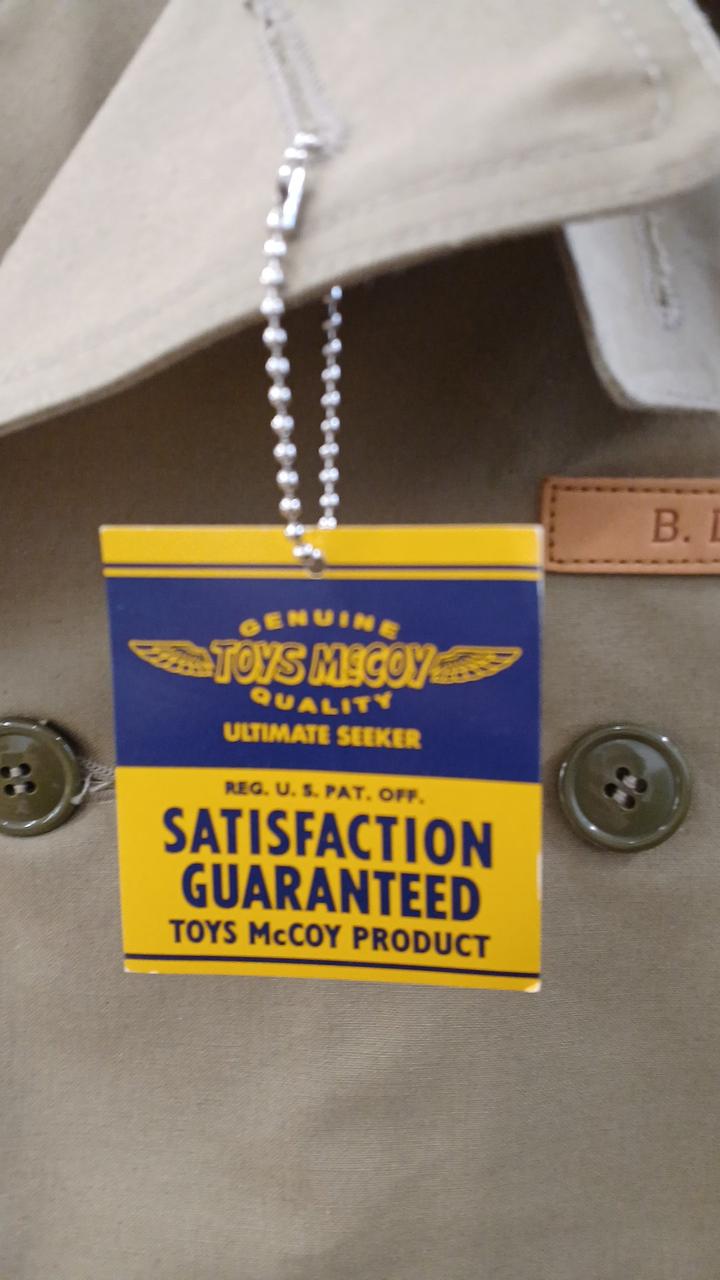 B.
GENUINE
TOYS McCOY
QUALITY
ULTIMATE SEEKER
REG. U. S. PAT. OFF.
SATISFACTION
GUARANTEED
TOYS McCOY PRODUCT